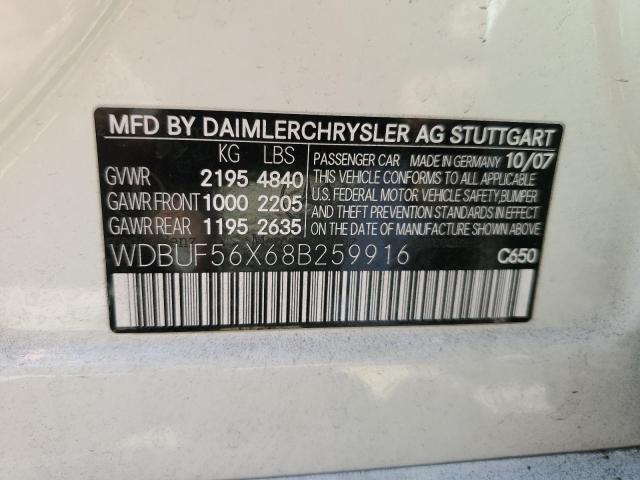 MFD BY DAIMLERCHRYSLER AG STUTTGART
KG LBS
GVWR 2195 4840
GAWR FRONT 1000 2205
GAWR REAR 1195 2635
PASSENGER CAR MADE IN GERMANY 10/07
THIS VEHICLE CONFORMS TO ALL APPLICABLE
U.S. FEDERAL MOTOR VEHICLE SAFETY, BUMPER
AND THEFT PREVENTION STANDARDS IN EFFECT
ON THE DATE OF MANUFACTURE SHOWN ABOVE
WDBUF56X68B259916 C650